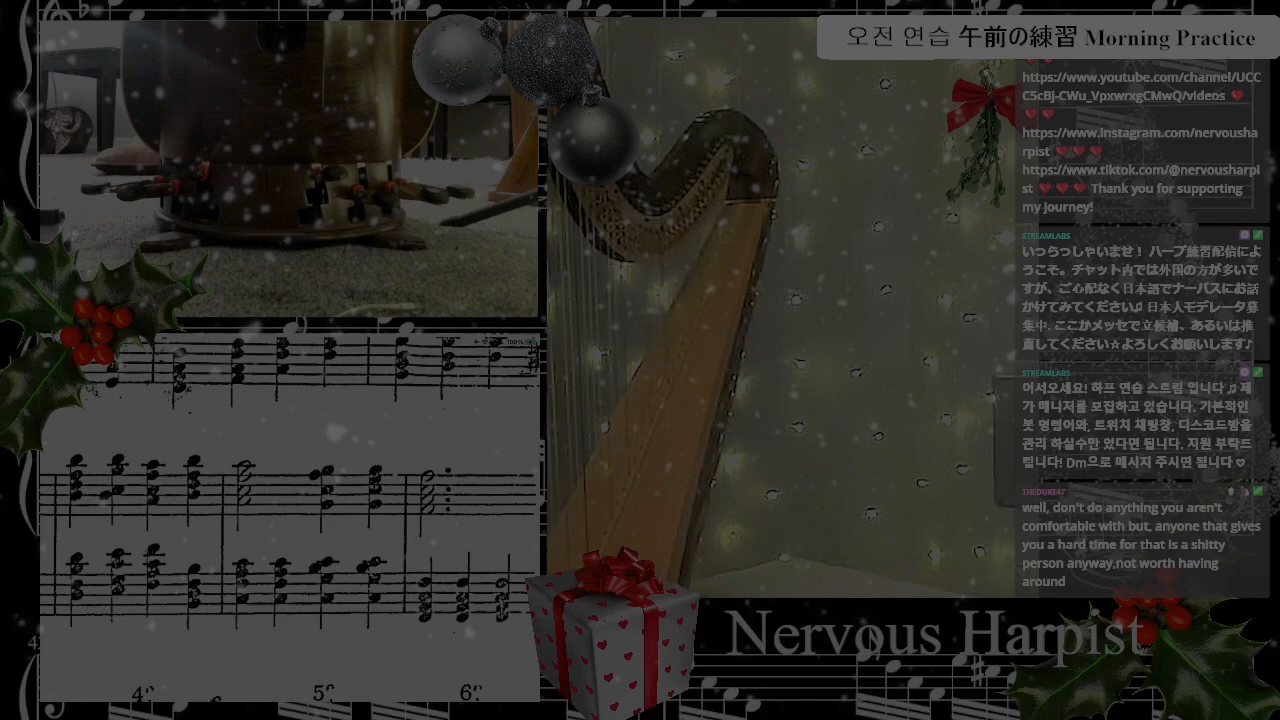 오전 연습 午前の練習 Morning Practice
https://www.youtube.com/channel/UCC
C5cBJ-CWu_VpxwrxgCMwQ/videos ❤
❤ ❤
https://www.instagram.com/nervousha
rpist ❤❤❤
https://www.tiktok.com/@nervousharpi
st ❤❤❤ Thank you for supporting
my journey!
STREAMLABS
いつらっしゃいませ！ ハープ練習配信によ
うこそ。チャット内では外国の方が多いで
すが、ご心配なく日本語でナーバスにお話
かけてみてください♫ 日本人モデレータ募
集中. ここかメッセで立候補、あるいは推
薦してください☆よろしくお願いします♪
STREAMLABS
어서오세요! 하프 연습 스트림 입니다 ♫ 제
가 매니저를 모집하고 있습니다. 기본적인
봇 명령어와, 트위치 채팅창, 디스코드방을
관리 하실수만 있다면 됩니다. 지원 부탁드
립니다! Dm으로 메시지 주시면 됩니다 ♡
THEDUKE47
well, don't do anything you aren't
comfortable with but, anyone that gives
you a hard time for that is a shitty
person anyway,not worth having
around
Nervous Harpist
4
5
6